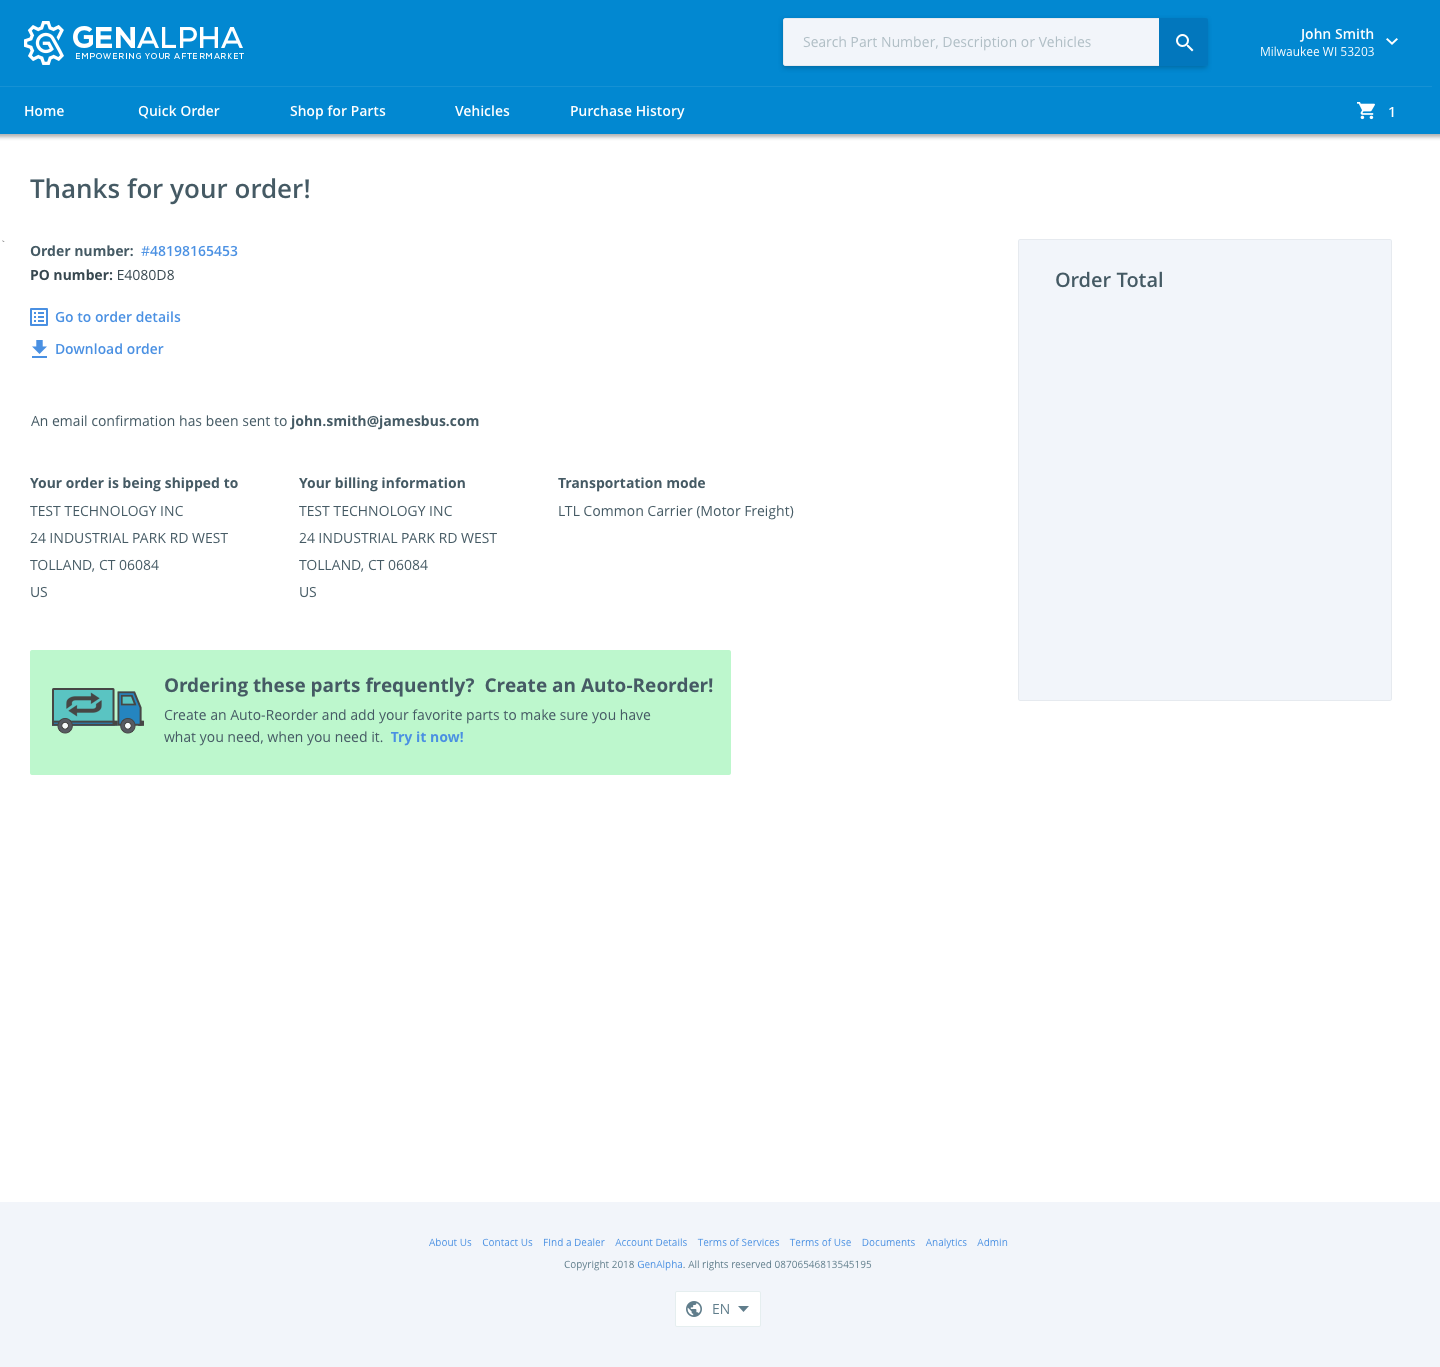 GENALPHA
EMPOWERING YOUR AFTERMARKET
Search Part Number, Description or Vehicles
John Smith
Milwaukee WI 53203
Home
Quick Order
Shop for Parts
Vehicles
Purchase History
1
Thanks for your order!
Order number: #48198165453
PO number: E4080D8
Go to order details
Download order
An email confirmation has been sent to john.smith@jamesbus.com
Your order is being shipped to
TEST TECHNOLOGY INC
24 INDUSTRIAL PARK RD WEST
TOLLAND, CT 06084
US
Your billing information
TEST TECHNOLOGY INC
24 INDUSTRIAL PARK RD WEST
TOLLAND, CT 06084
US
Transportation mode
LTL Common Carrier (Motor Freight)
Order Total
Ordering these parts frequently? Create an Auto-Reorder!
Create an Auto-Reorder and add your favorite parts to make sure you have
what you need, when you need it. Try it now!
About Us Contact Us FInd a Dealer Account Details Terms of Services Terms of Use Documents Analytics Admin
Copyright 2018 GenAlpha. All rights reserved 08706546813545195
EN